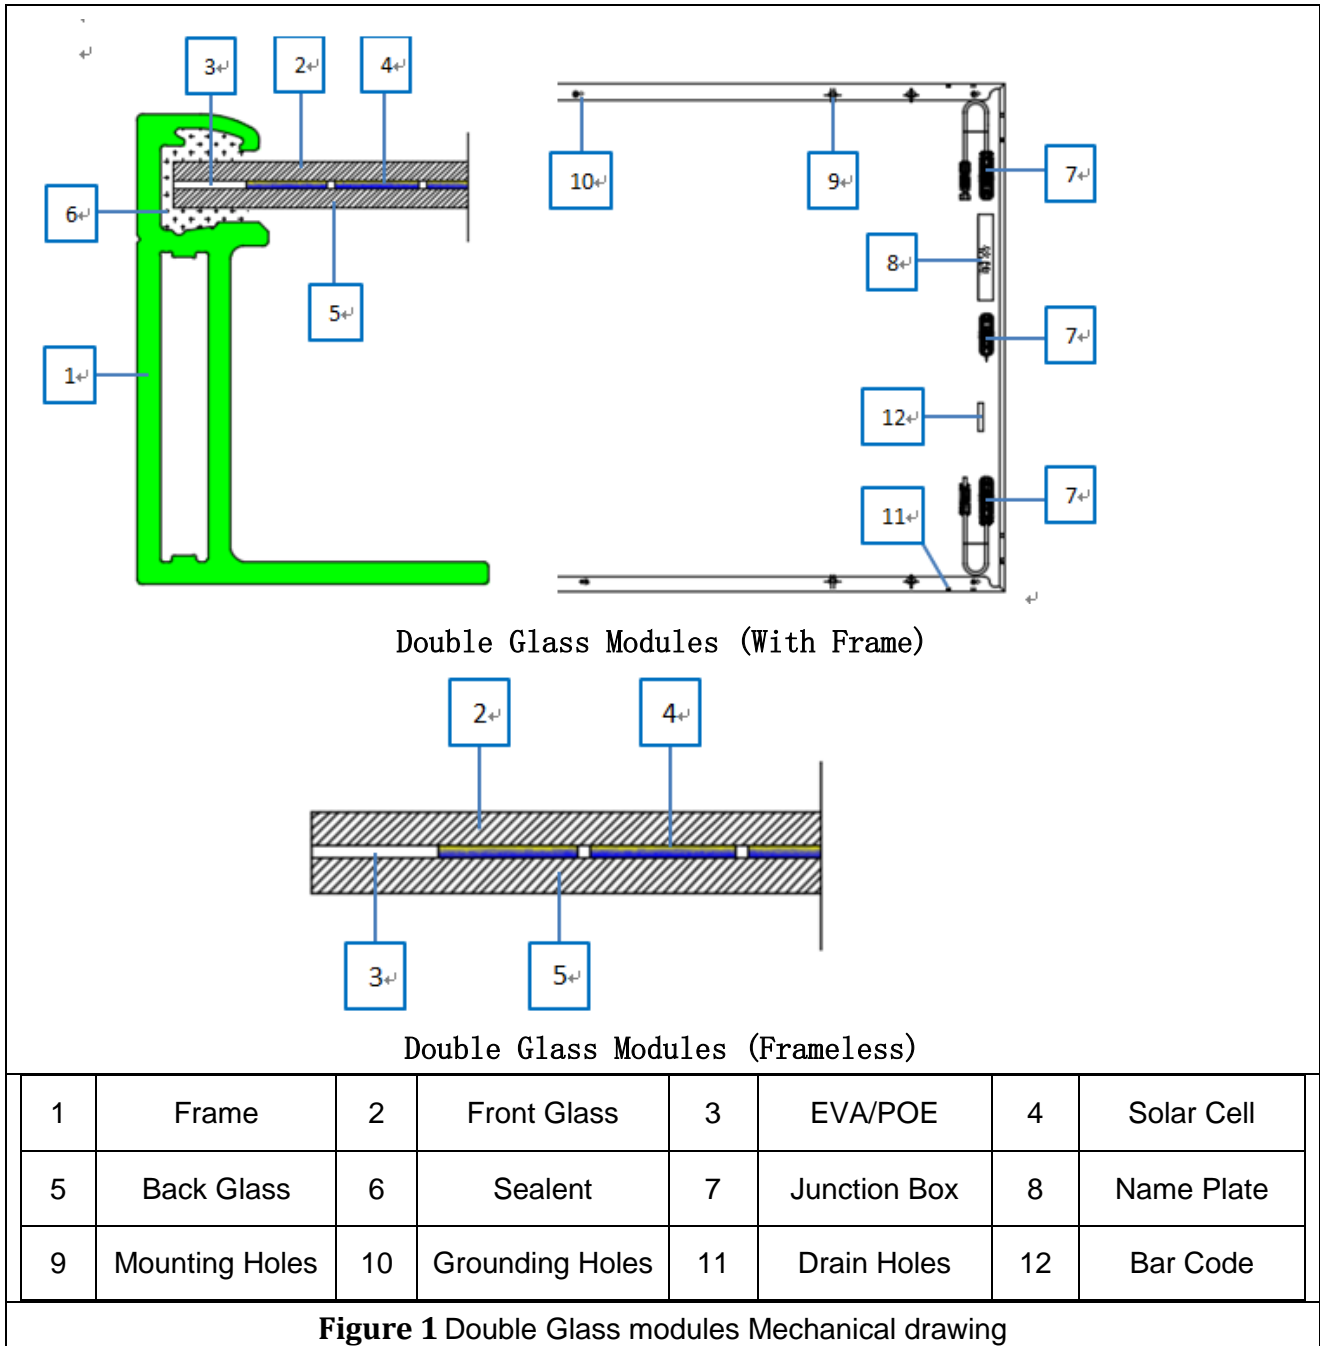 3↵ 2↵ 4↵
10↵ 9↵ 7↵
6↵
8↵
5↵ 7↵
1↵
12↵
7↵
11↵
Double Glass Modules (With Frame)
2↵ 4↵
3↵ 5↵
Double Glass Modules (Frameless)
1 Frame 2 Front Glass 3 EVA/POE 4 Solar Cell
5 Back Glass 6 Sealent 7 Junction Box 8 Name Plate
9 Mounting Holes 10 Grounding Holes 11 Drain Holes 12 Bar Code
Figure 1 Double Glass modules Mechanical drawing